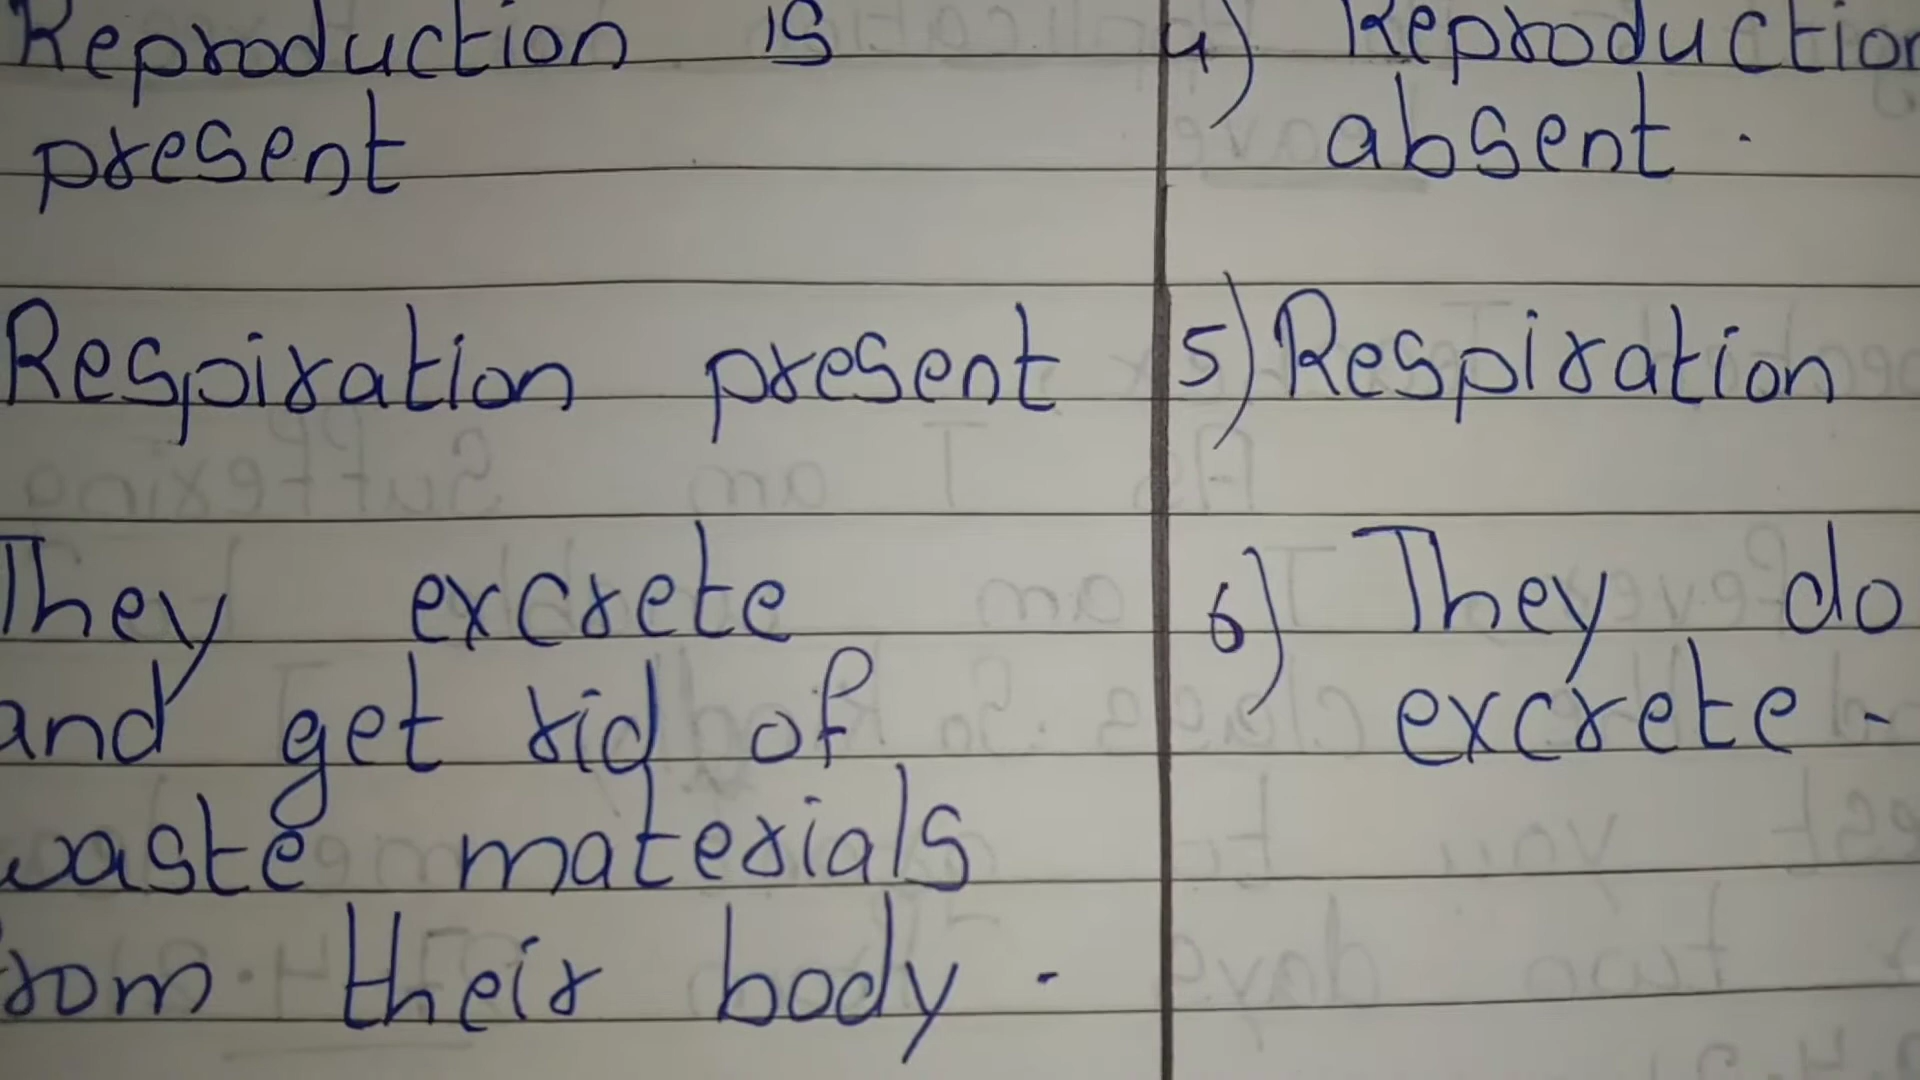 Reproduction is
present
Respiration present
They excrete
and get rid of
waste materials
rom their body.
4) Reproduction
absent.
5) Respiration
6) They do
excrete-